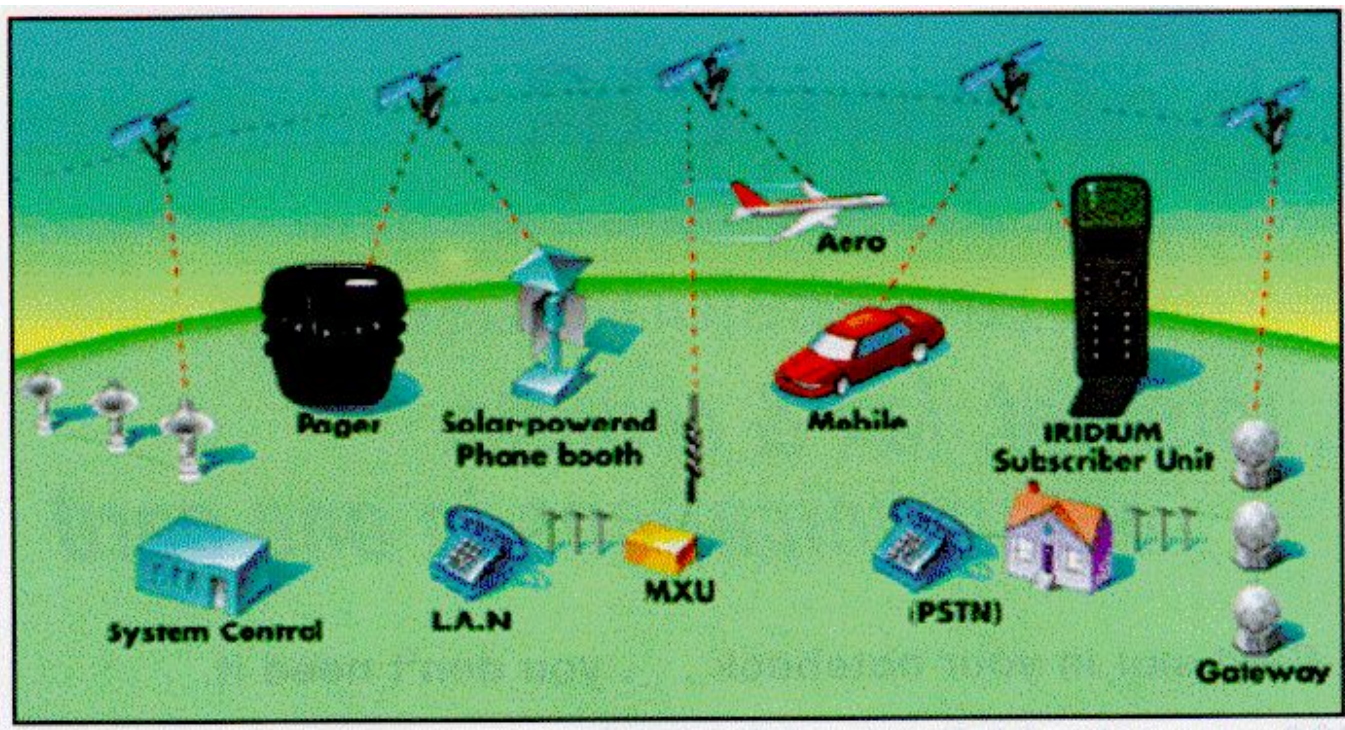 Aero
Pager
Solar-powered
Phone booth
Mobile
IRIDIUM
Subscriber Unit
System Control
L.A.N
MXU
(PSTN)
Gateway